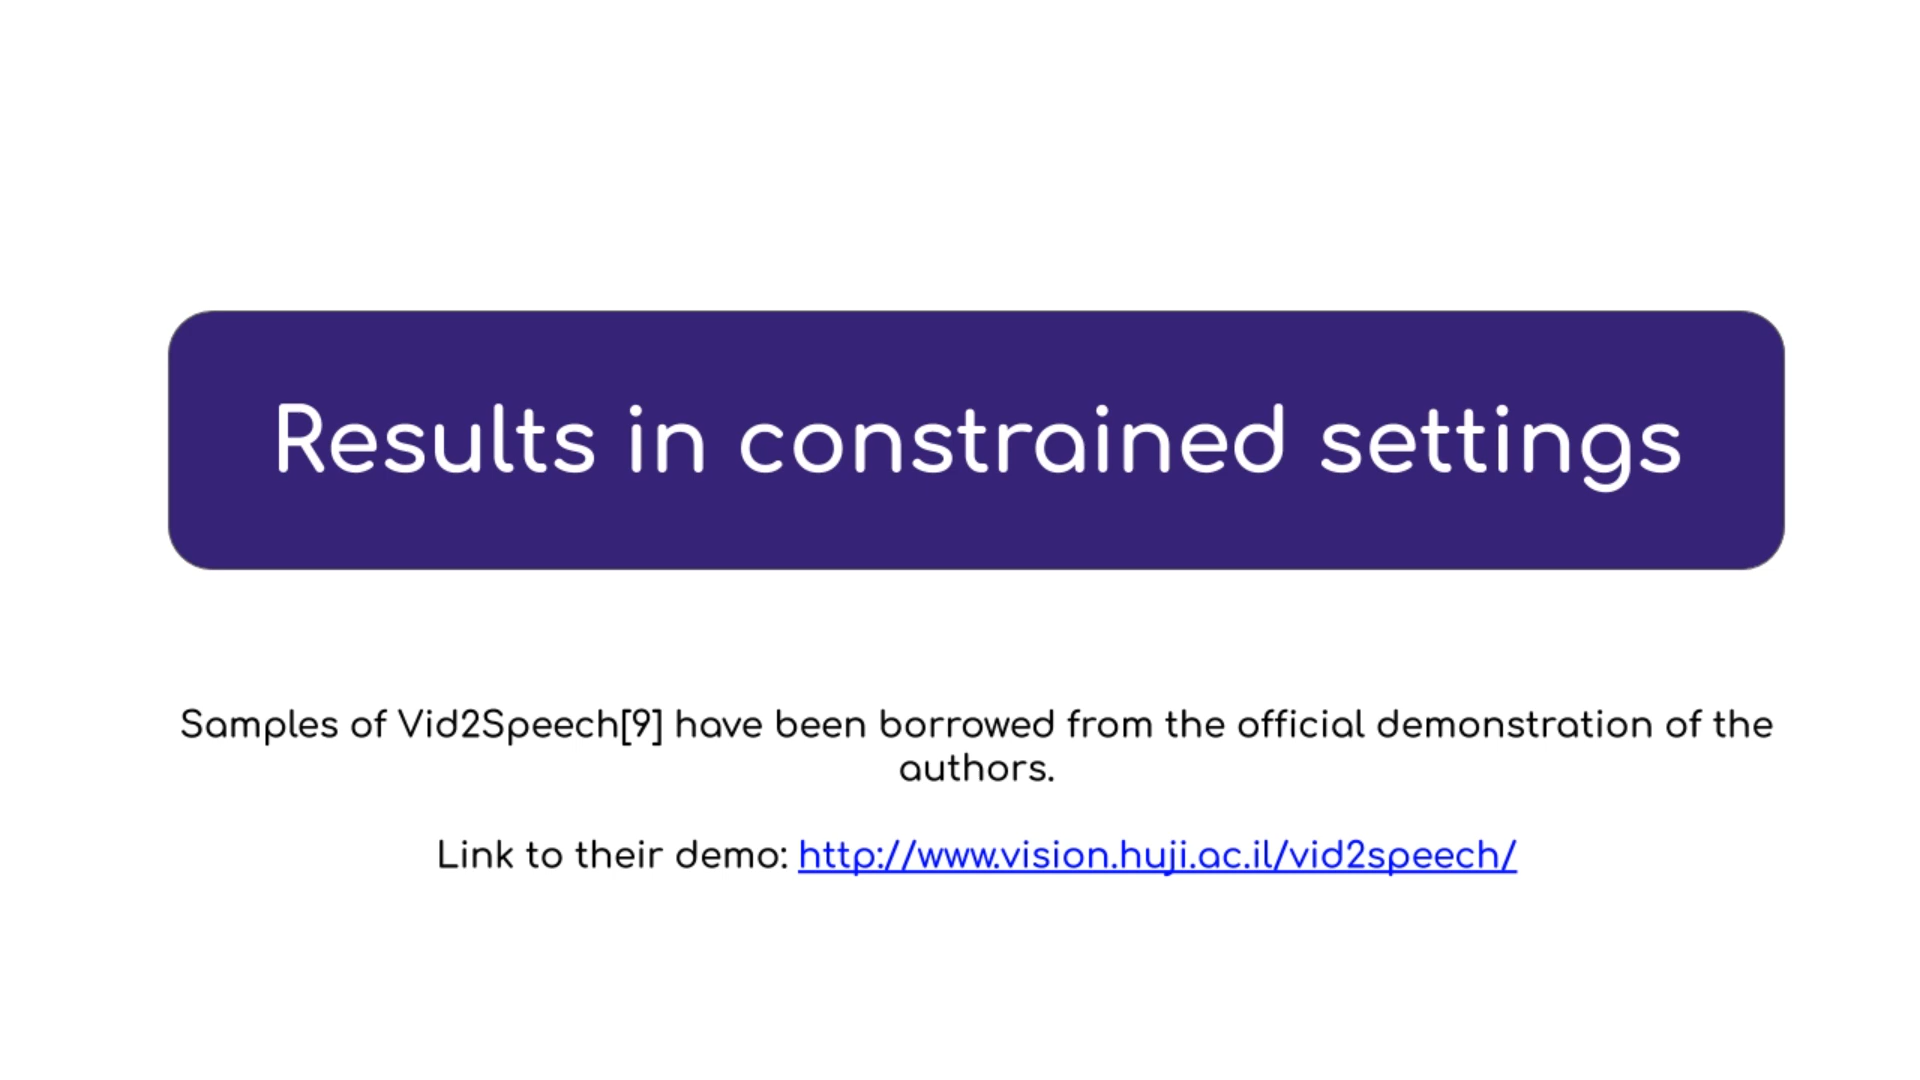 Results in constrained settings
Samples of Vid2Speech[9] have been borrowed from the official demonstration of the
authors.
Link to their demo: http://www.vision.huji.ac.il/vid2speech/